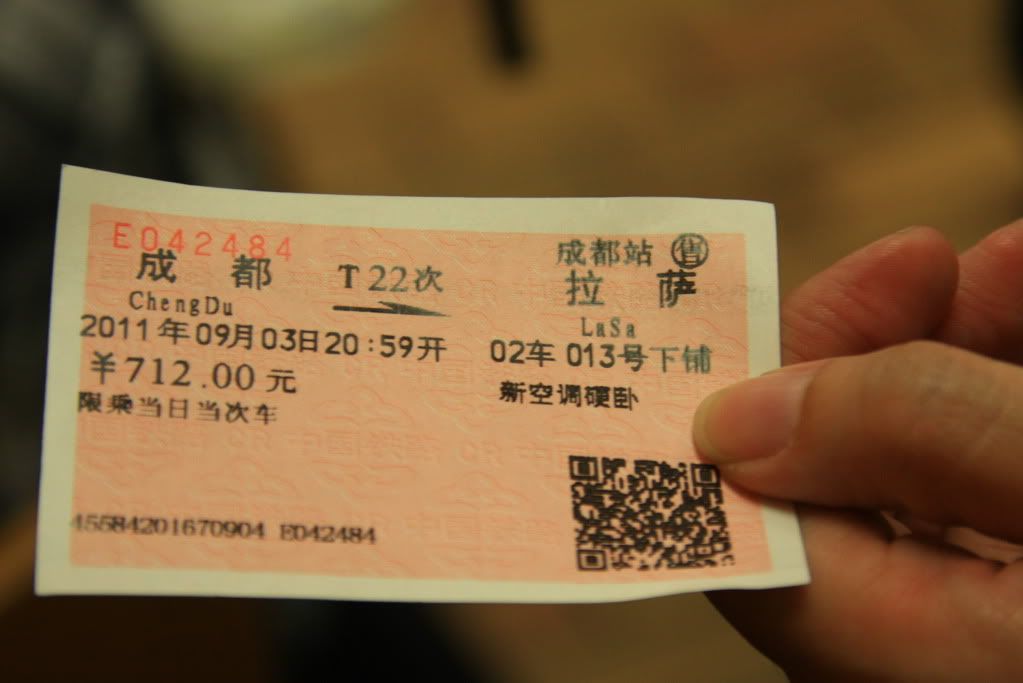 E042484
成都站 售
成都 T22次 拉萨
ChengDu LaSa
2011年09月03日20:59开 02车 013号下铺
¥712.00元 新空调硬卧
限乘当日当次车
45584201670904 E042484